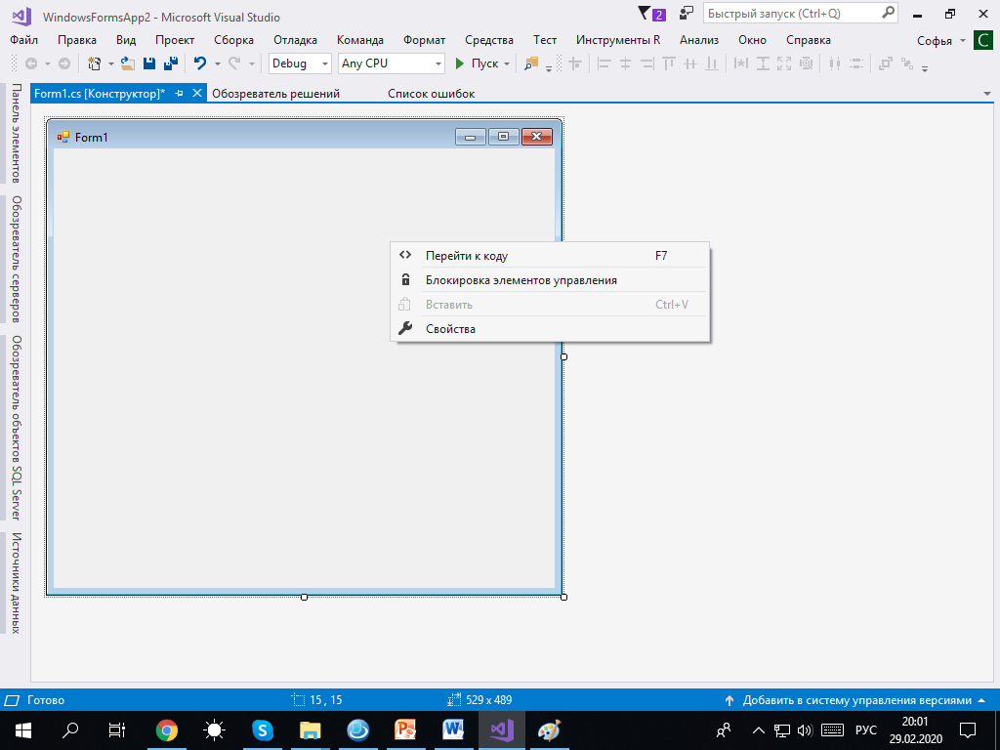 WindowsFormsApp2 - Microsoft Visual Studio
2
Быстрый запуск (Ctrl+Q)
Файл Правка Вид Проект Сборка Отладка Команда Формат Средства Тест Инструменты R Анализ Окно Справка София
С
Debug Any CPU Пуск
Form1.cs [Конструктор]* Обозреватель решений Список ошибок
Панель элементов
Обозреватель серверов
Обозреватель объектов SQL Server
Источники данных
Form1
Перейти к коду F7
Блокировка элементов управления
Вставить Ctrl+V
Свойства
Готово 15 , 15 529 x 489 Добавить в систему управления версиями
S P W РУС 20:01
29.02.2020